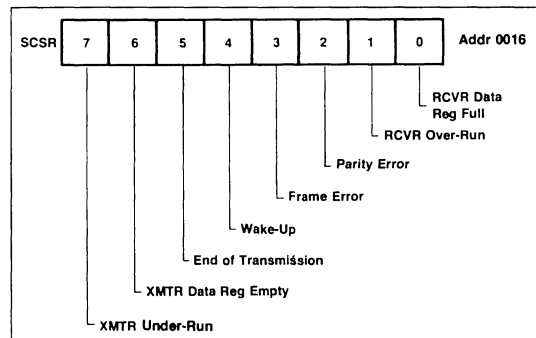 SCSR 7 6 5 4 3 2 1 0 Addr 0016
RCVR Data
Reg Full
RCVR Over-Run
Parity Error
Frame Error
Wake-Up
End of Transmission
XMTR Data Reg Empty
XMTR Under-Run